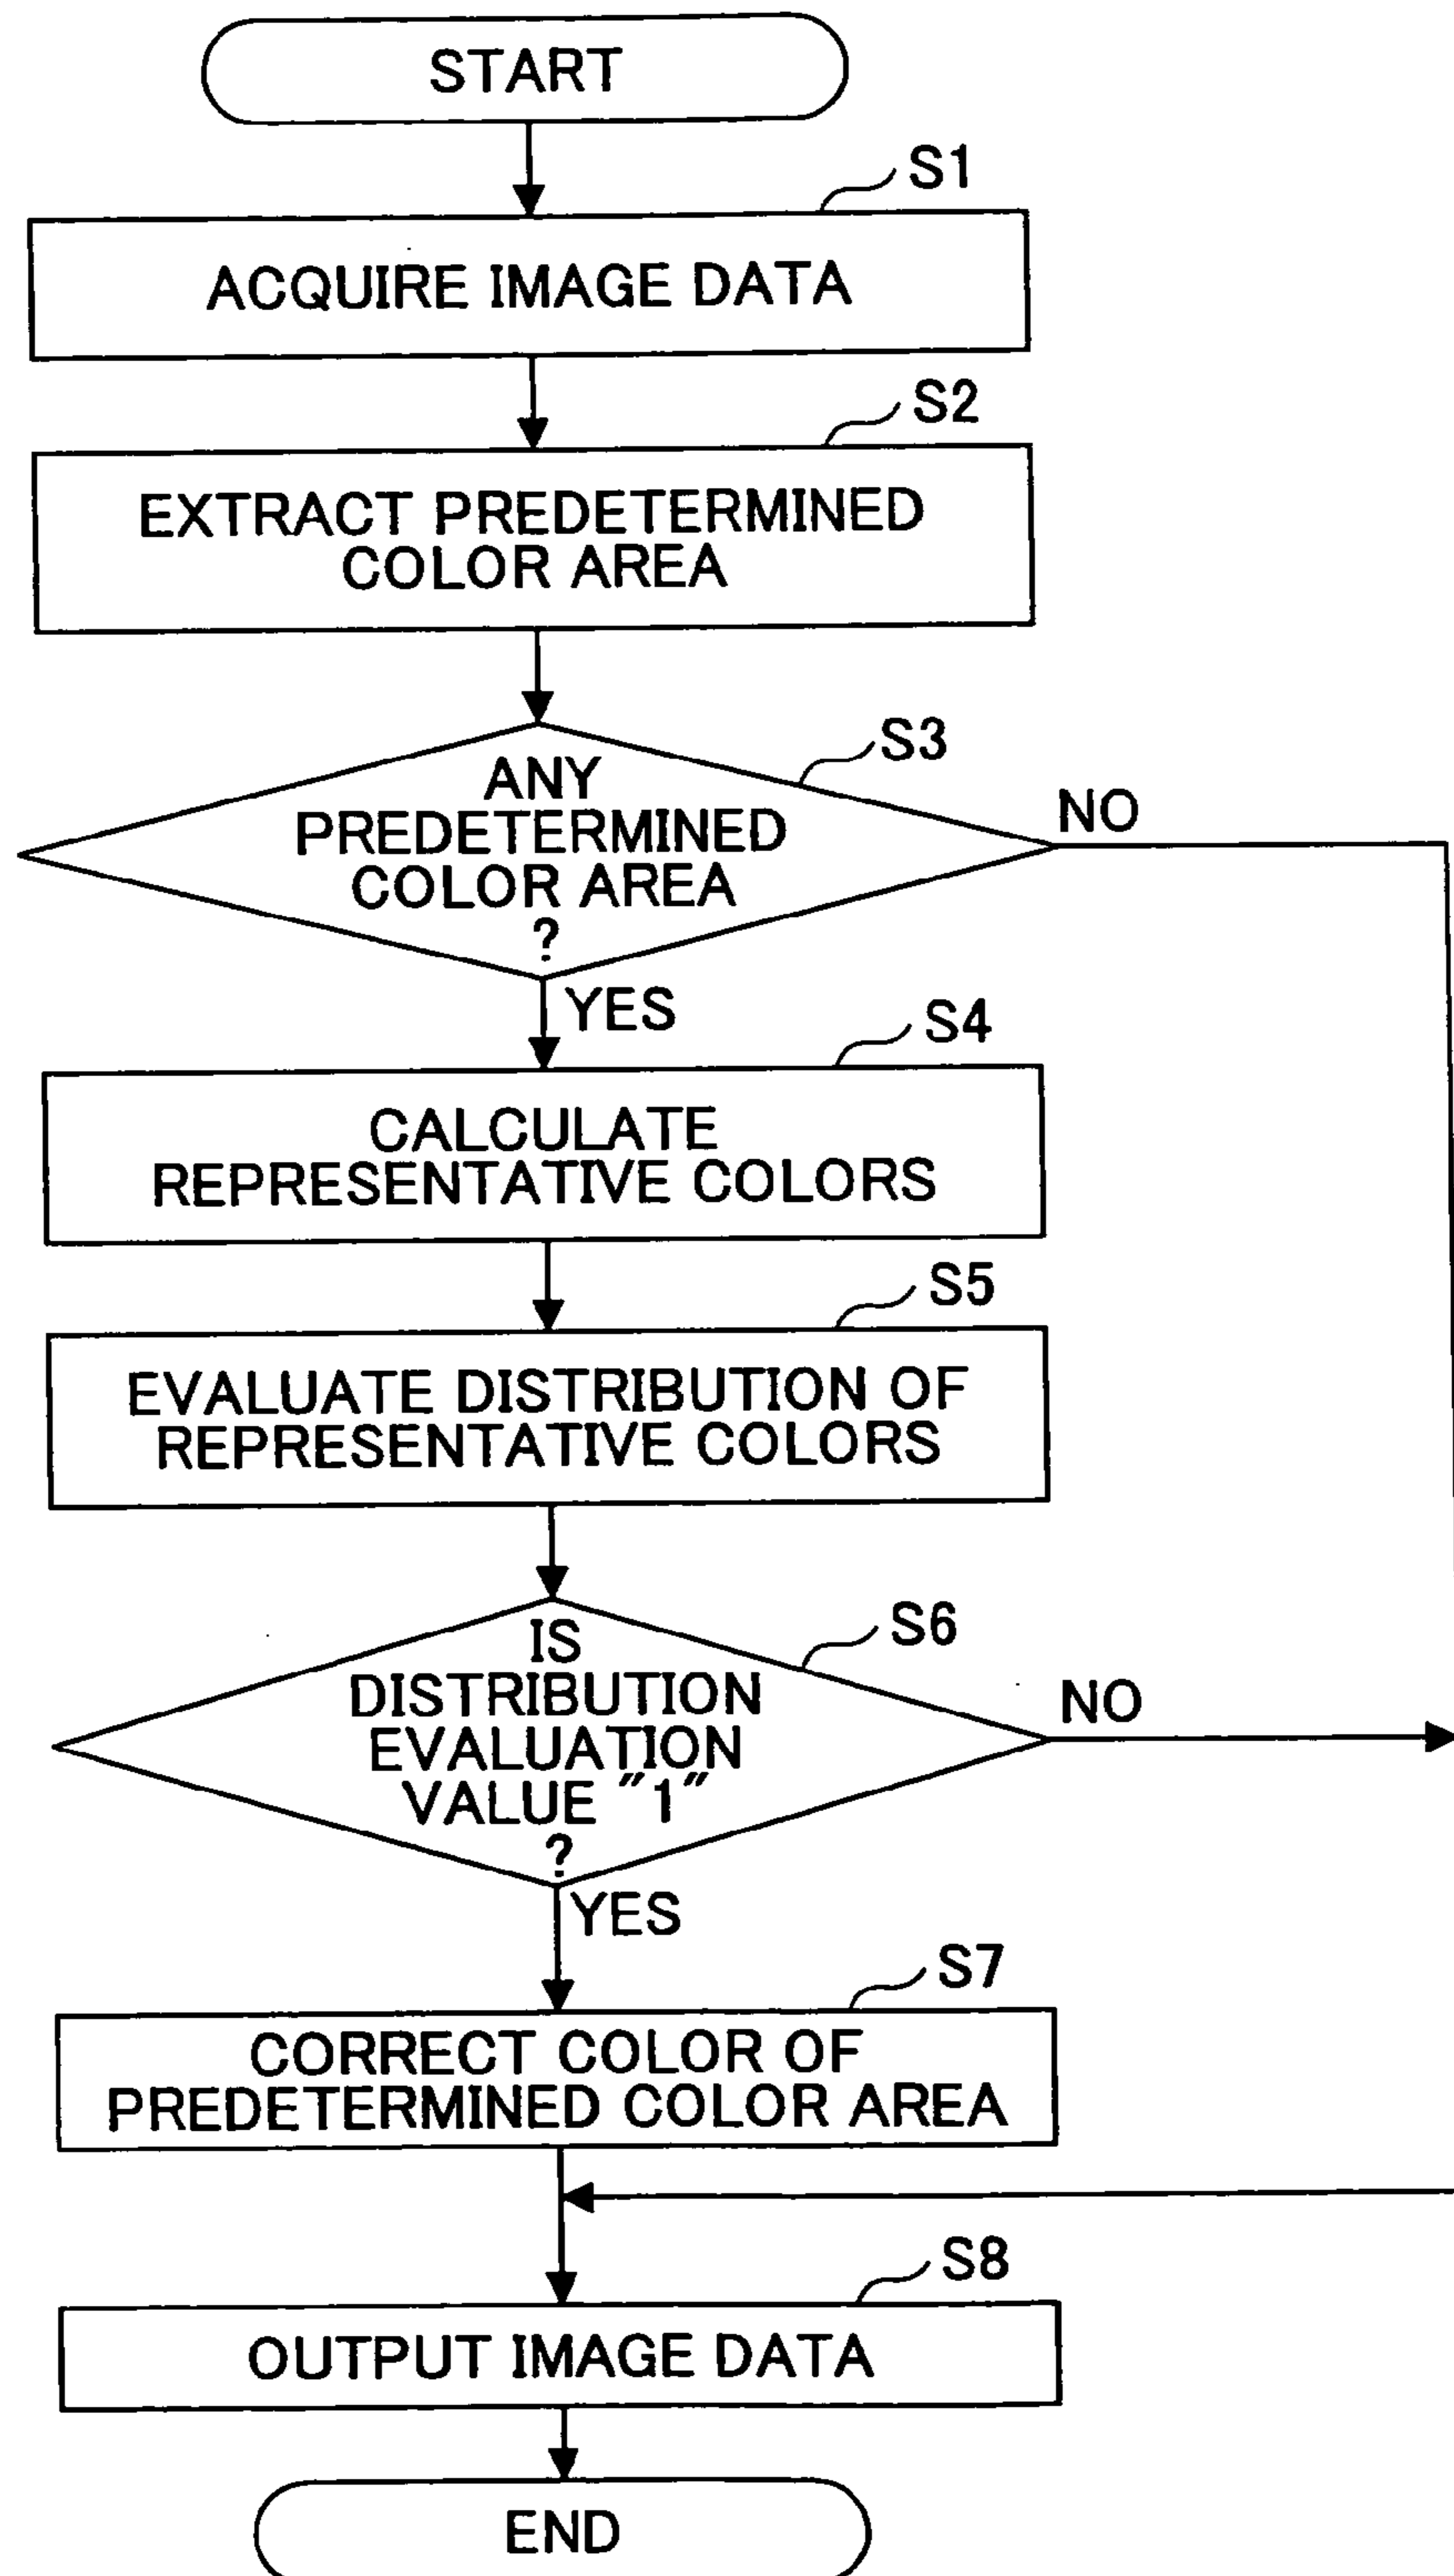 START
S1
ACQUIRE IMAGE DATA
S2
EXTRACT PREDETERMINED
COLOR AREA
S3
ANY
PREDETERMINED
COLOR AREA
?
NO
YES
S4
CALCULATE
REPRESENTATIVE COLORS
S5
EVALUATE DISTRIBUTION OF
REPRESENTATIVE COLORS
S6
IS
DISTRIBUTION
EVALUATION
VALUE "1"
?
NO
YES
S7
CORRECT COLOR OF
PREDETERMINED COLOR AREA
S8
OUTPUT IMAGE DATA
END